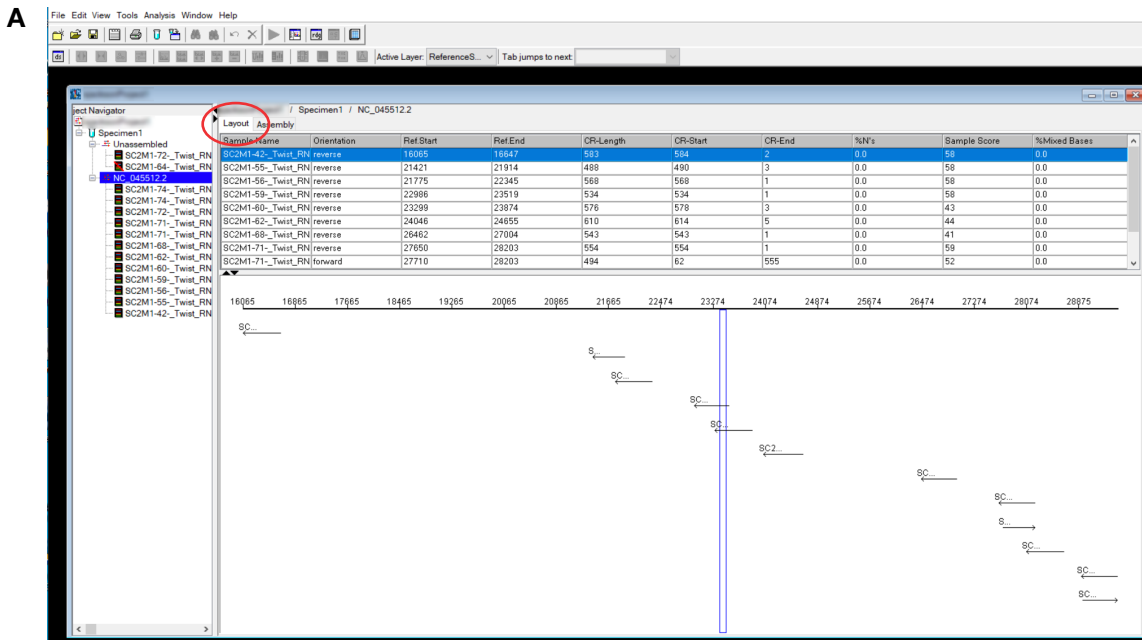 A
File Edit View Tools Analysis Window Help
Active Layer: ReferenceS... Tab jumps to next:
ject Navigator
/ Specimen1 / NC_045512.2
Layout Assembly
Specimen1
Unassembled
SC2M1-72-_Twist_RN
SC2M1-64-_Twist_RN
NC_045512.2
SC2M1-74-_Twist_RN
SC2M1-74-_Twist_RN
SC2M1-72-_Twist_RN
SC2M1-71-_Twist_RN
SC2M1-71-_Twist_RN
SC2M1-68-_Twist_RN
SC2M1-62-_Twist_RN
SC2M1-60-_Twist_RN
SC2M1-59-_Twist_RN
SC2M1-56-_Twist_RN
SC2M1-55-_Twist_RN
SC2M1-42-_Twist_RN
Sample Name Orientation Ref.Start Ref.End CR-Length CR-Start CR-End %N's Sample Score %Mixed Bases
SC2M1-42-_Twist_RN reverse 16065 16647 583 584 2 0.0 58 0.0
SC2M1-55-_Twist_RN reverse 21421 21914 488 490 3 0.0 58 0.0
SC2M1-56-_Twist_RN reverse 21775 22345 568 568 1 0.0 58 0.0
SC2M1-59-_Twist_RN reverse 22986 23519 534 534 1 0.0 58 0.0
SC2M1-60-_Twist_RN reverse 23299 23874 576 578 3 0.0 43 0.0
SC2M1-62-_Twist_RN reverse 24046 24655 610 614 5 0.0 44 0.0
SC2M1-68-_Twist_RN reverse 26462 27004 543 543 1 0.0 41 0.0
SC2M1-71-_Twist_RN reverse 27650 28203 554 554 1 0.0 59 0.0
SC2M1-71-_Twist_RN forward 27710 28203 494 62 555 0.0 52 0.0
16065 16865 17665 18465 19265 20065 20865 21665 22474 23274 24074 24874 25674 26474 27274 28074 28875
SC...
S...
SC...
SC...
SC...
SC2...
SC...
SC...
S...
SC...
SC...
SC...